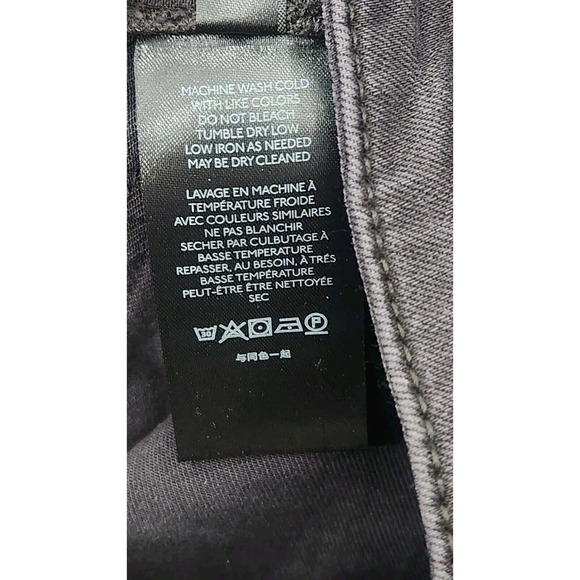 MACHINE WASH COLD
WITH LIKE COLORS
DO NOT BLEACH
TUMBLE DRY LOW
LOW IRON AS NEEDED
MAY BE DRY CLEANED
LAVAGE EN MACHINE À
TEMPÉRATURE FROIDE
AVEC COULEURS SIMILAIRES
NE PAS BLANCHIR
SECHER PAR CULBUTAGE À
BASSE TEMPERATURE
REPASSER, AU BESOIN, À TRÉS
BASSE TEMPÉRATURE
PEUT-ÊTRE ÊTRE NETTOYÉE
SEC
30 P
与同色一起